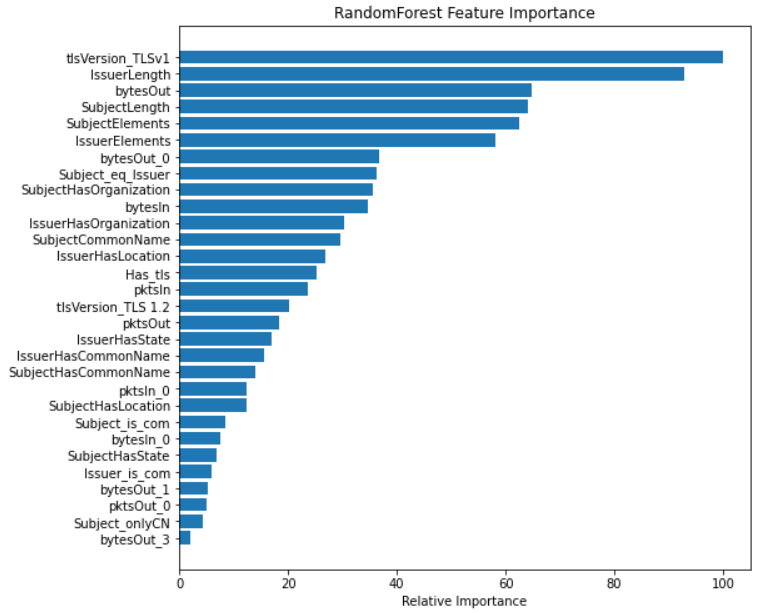 RandomForest Feature Importance
tlsVersion_TLSv1
IssuerLength
bytesOut
SubjectLength
SubjectElements
IssuerElements
bytesOut_0
Subject_eq_Issuer
SubjectHasOrganization
bytesIn
IssuerHasOrganization
SubjectCommonName
IssuerHasLocation
Has_tls
pktsIn
tlsVersion_TLS 1.2
pktsOut
IssuerHasState
IssuerHasCommonName
SubjectHasCommonName
pktsIn_0
SubjectHasLocation
Subject_is_com
bytesIn_0
SubjectHasState
Issuer_is_com
bytesOut_1
pktsOut_0
Subject_onlyCN
bytesOut_3
0 20 40 60 80 100
Relative Importance